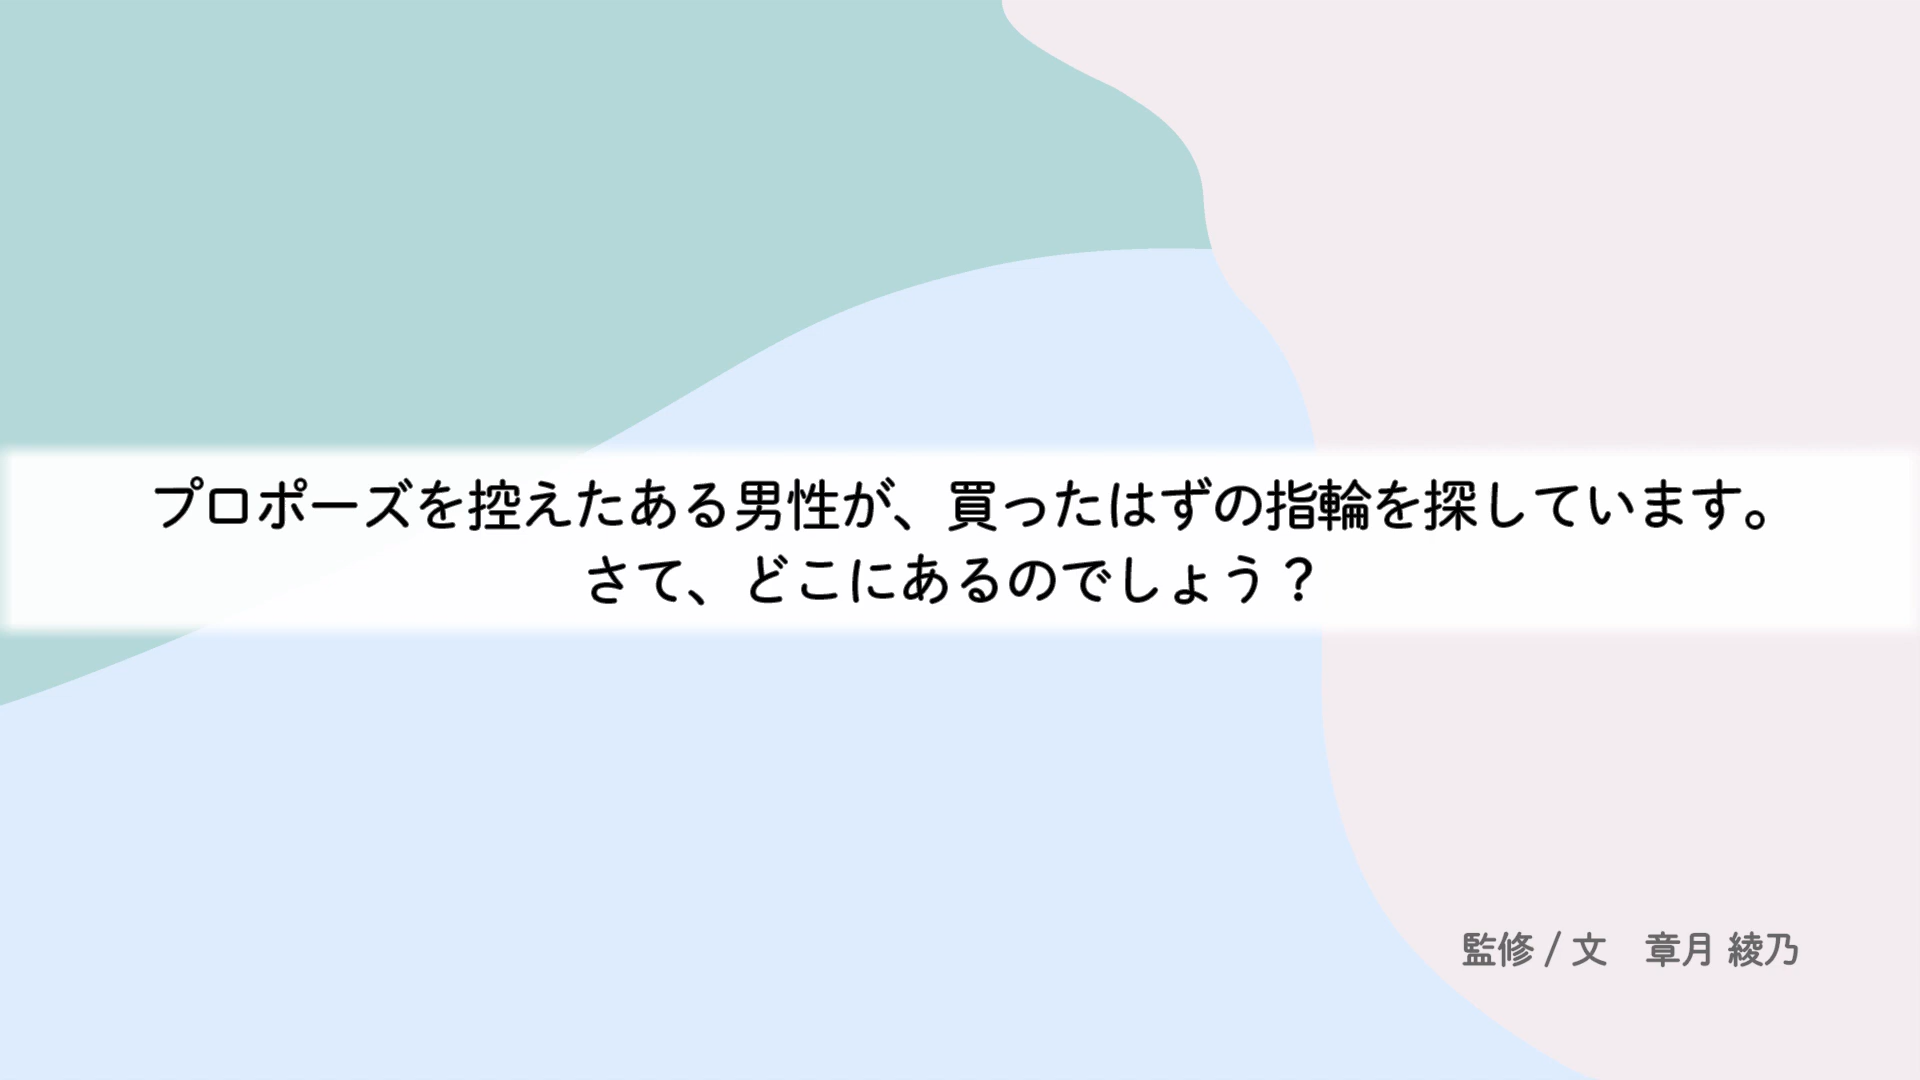 プロポーズを控えたある男性が、買ったはずの指輪を探しています。
さて、どこにあるのでしょう？
監修 / 文　章月 綾乃